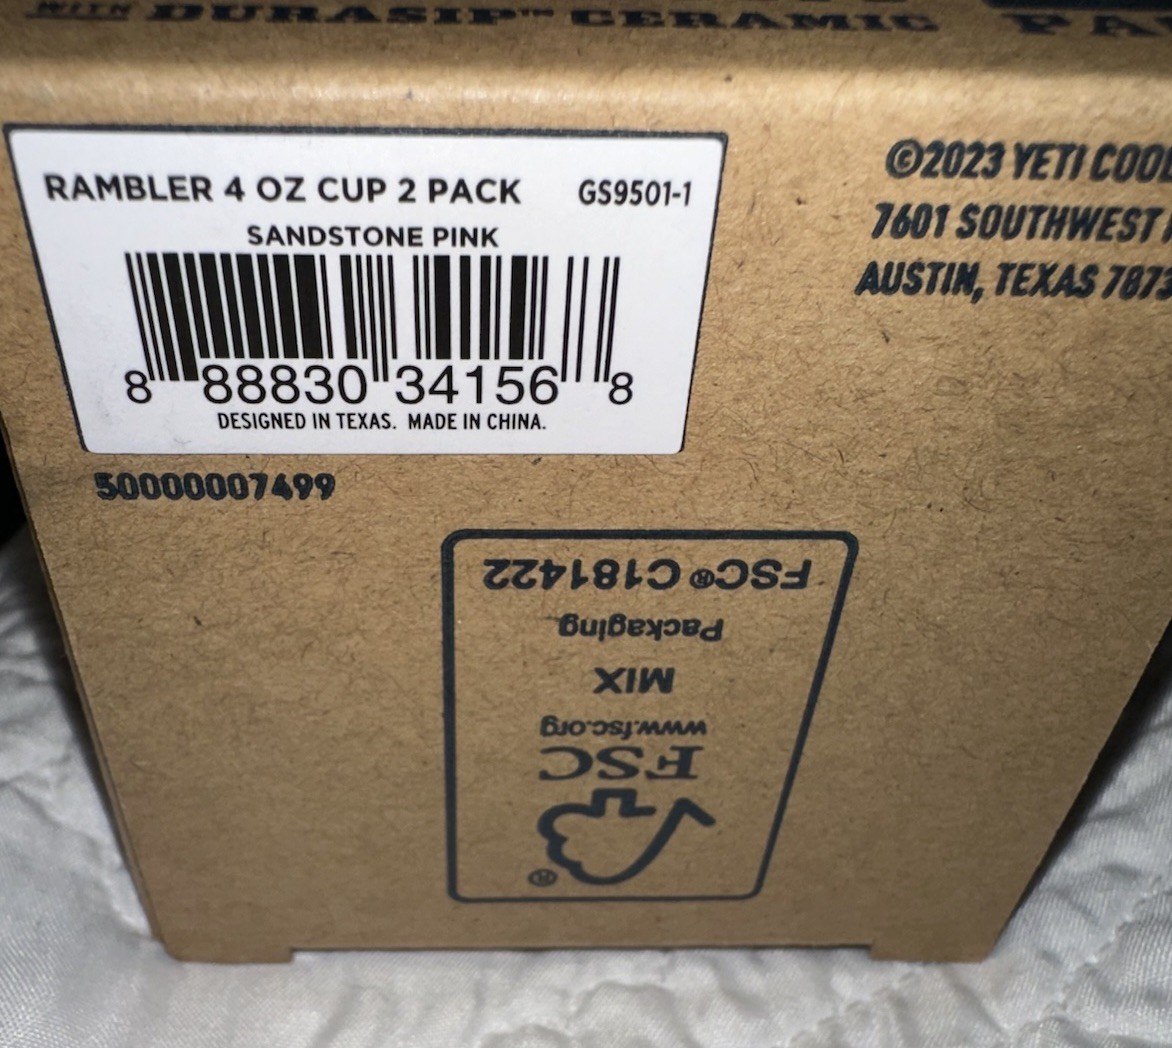 WITH DURASIP™ CERAMIC
RAMBLER 4 OZ CUP 2 PACK GS9501-1
SANDSTONE PINK
8 88830 34156 8
DESIGNED IN TEXAS. MADE IN CHINA.
50000007499
©2023 YETI
7601 SOUTHWEST
AUSTIN, TEXAS
FSC® C181422
Packaging
MIX
www.fsc.org
FSC
®